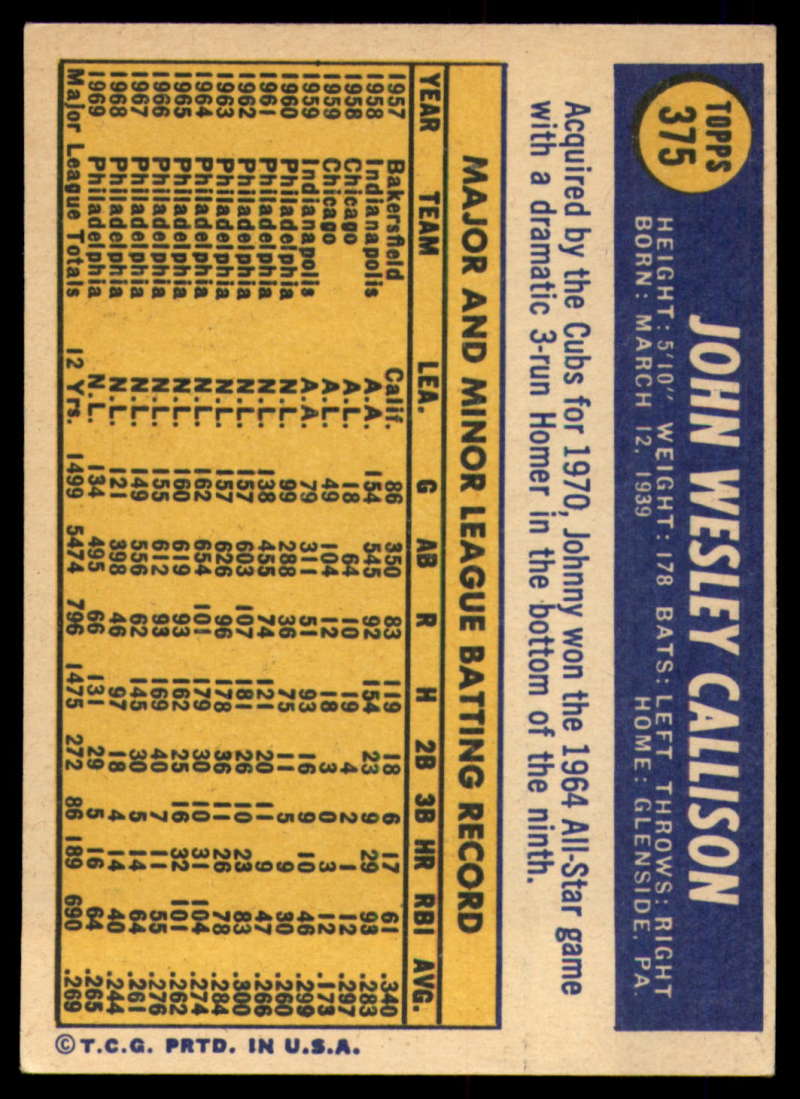 TOPPS
375
JOHN WESLEY CALLISON
HEIGHT: 5'10" WEIGHT: 178 BATS: LEFT THROWS: RIGHT
BORN: MARCH 12, 1939 HOME: GLENSIDE, PA.
Acquired by the Cubs for 1970, Johnny won the 1964 All-Star game
with a dramatic 3-run Homer in the bottom of the ninth.
MAJOR AND MINOR LEAGUE BATTING RECORD
YEAR TEAM LEA. G AB R H 2B 3B HR RBI AVG.
1957 Bakersfield Calif. 86 350 83 119 18 6 17 61 .340
1958 Indianapolis A.A. 154 545 92 154 23 9 29 93 .283
1958 Chicago A.L. 18 64 10 19 4 2 1 12 .297
1959 Chicago A.L. 49 104 12 18 3 0 3 12 .173
1959 Indianapolis A.A. 79 311 51 93 16 9 10 46 .299
1960 Philadelphia N.L. 99 288 36 75 11 5 9 30 .260
1961 Philadelphia N.L. 138 455 74 121 20 11 9 47 .266
1962 Philadelphia N.L. 157 603 107 181 26 10 23 83 .300
1963 Philadelphia N.L. 157 626 96 178 36 11 26 78 .284
1964 Philadelphia N.L. 162 654 101 179 30 10 31 104 .274
1965 Philadelphia N.L. 160 619 93 162 25 16 32 101 .262
1966 Philadelphia N.L. 155 612 93 169 40 7 11 55 .276
1967 Philadelphia N.L. 149 556 62 145 30 5 14 64 .261
1968 Philadelphia N.L. 121 398 46 97 18 4 14 40 .244
1969 Philadelphia N.L. 134 495 66 131 29 5 16 64 .265
Major League Totals 12 Yrs. 1499 5474 796 1475 272 86 189 690 .269
© T.C.G. PRTD. IN U.S.A.